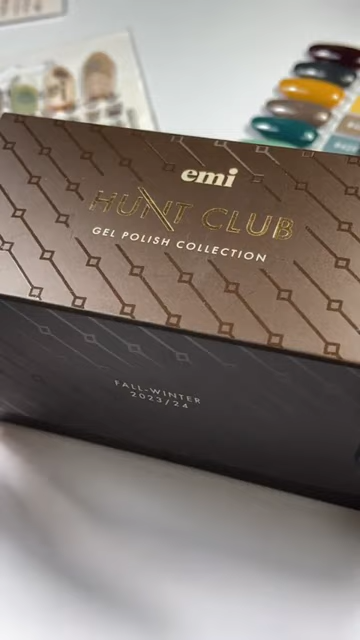 emi
HUNT CLUB
GEL POLISH COLLECTION
FALL-WINTER
2023/24